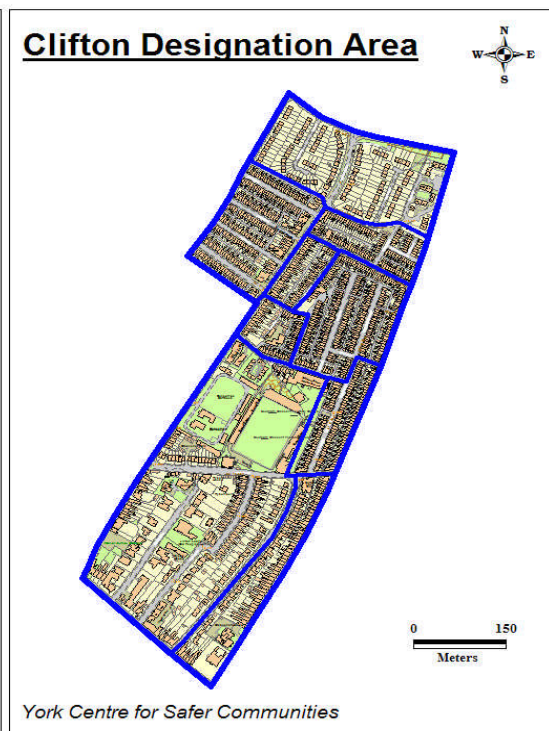 Clifton Designation Area
N
W E
S
0 150
Meters
York Centre for Safer Communities